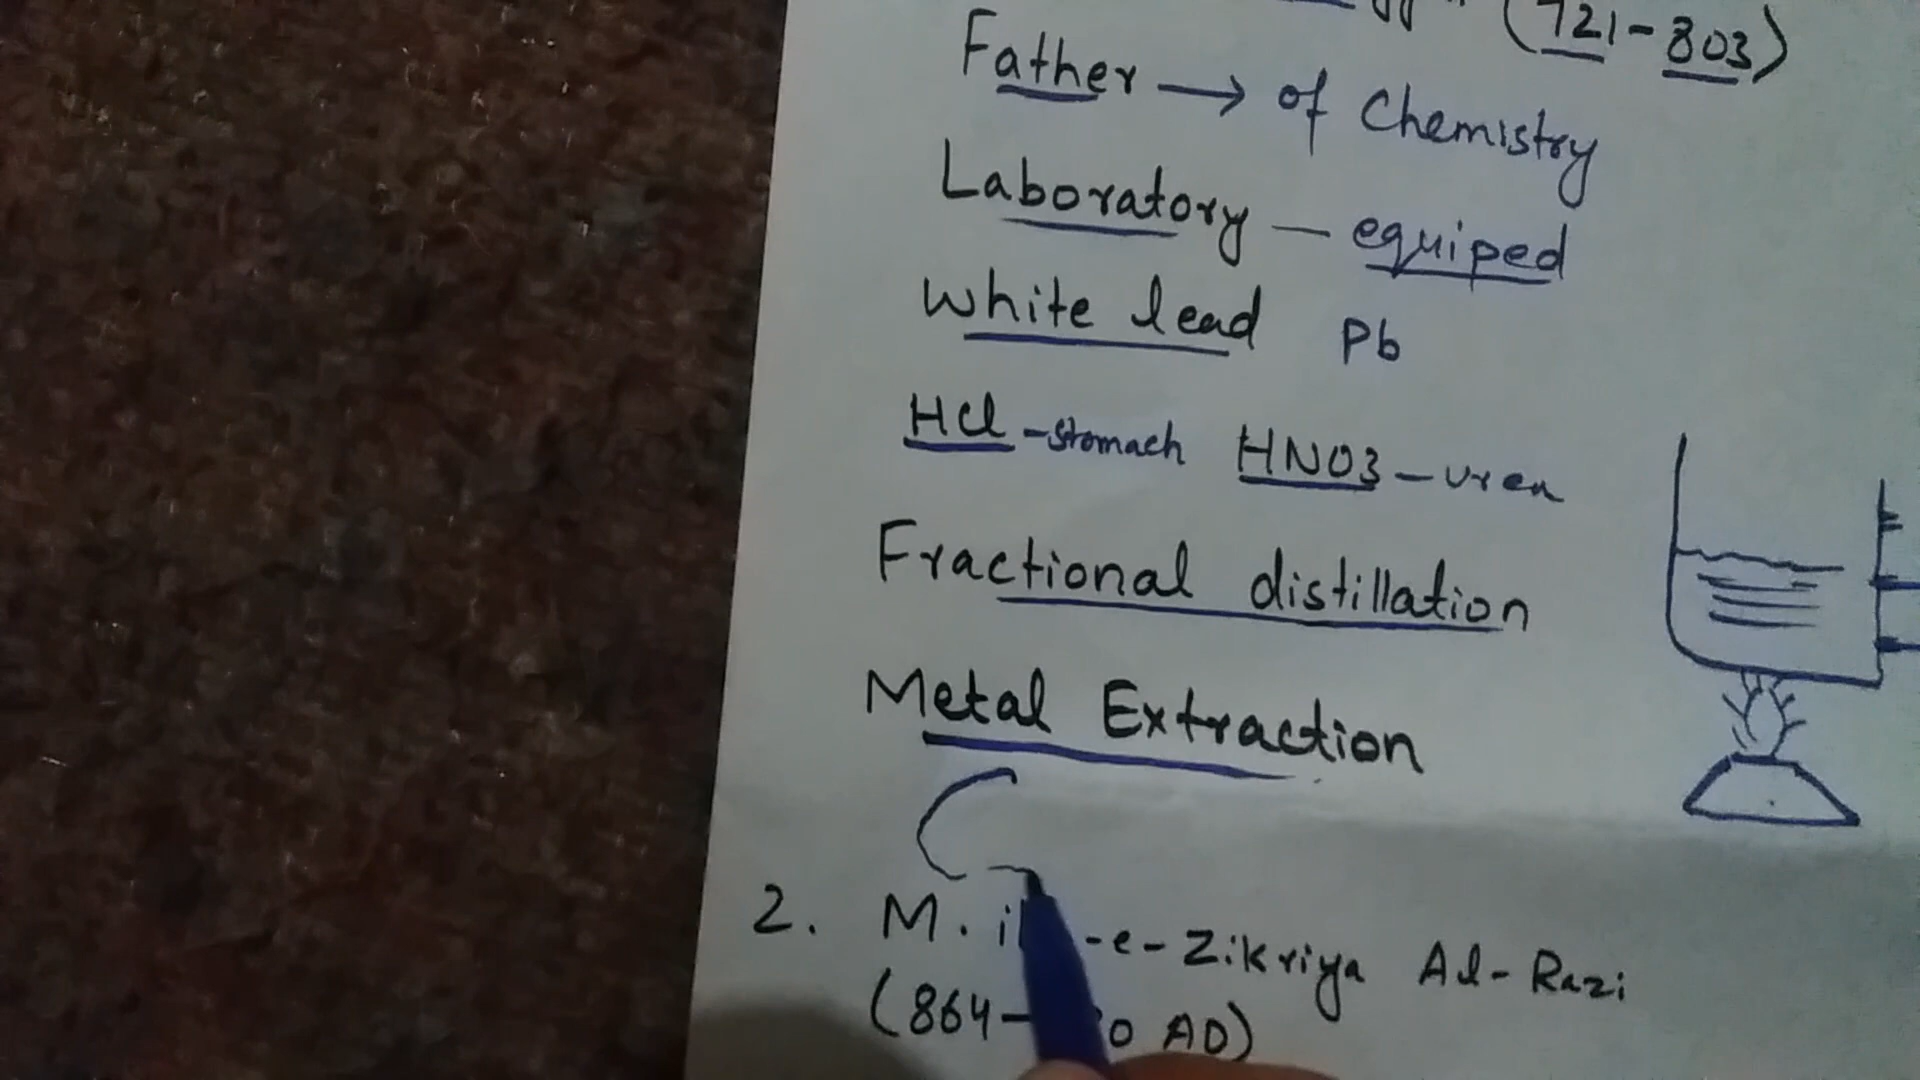 (721-803)
Father → of Chemistry
Laboratory - equiped
White lead Pb
HCl - stomach HNO3 - urea
Fractional distillation
Metal Extraction
2. M. -e- Zikriya Al-Razi
(864- AD)